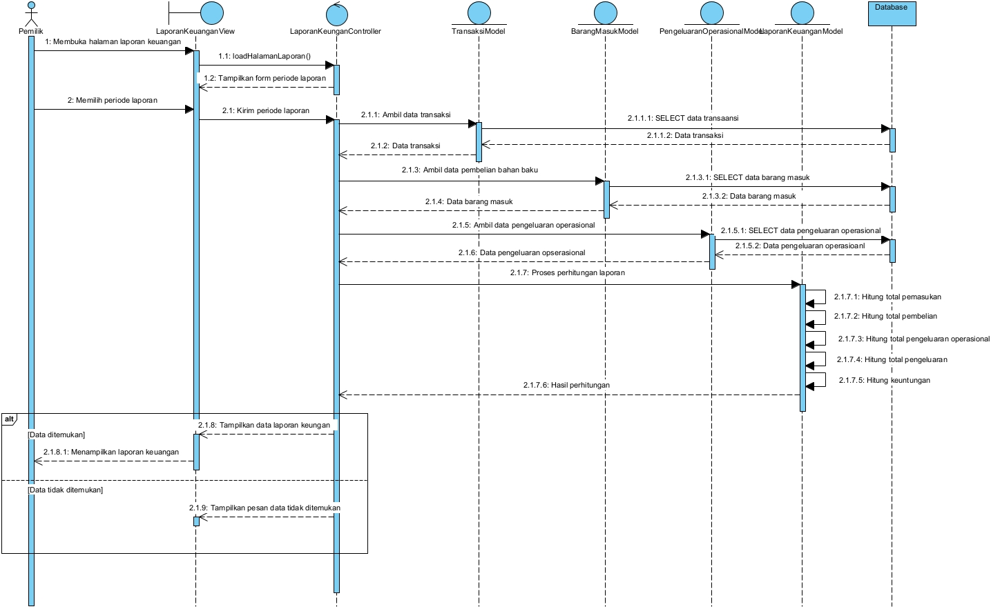 Database
Pemilik
LaporanKeuanganView
LaporanKeunganController
TransaksiModel
BarangMasukModel
PengeluaranOperasionalModel
LaporanKeuanganModel
1: Membuka halaman laporan keuangan
1.1: loadHalamanLaporan()
1.2: Tampilkan form periode laporan
2: Memilih periode laporan
2.1: Kirim periode laporan
2.1.1: Ambil data transaksi
2.1.1.1: SELECT data transaansi
2.1.1.2: Data transaksi
2.1.2: Data transaksi
2.1.3: Ambil data pembelian bahan baku
2.1.3.1: SELECT data barang masuk
2.1.3.2: Data barang masuk
2.1.4: Data barang masuk
2.1.5: Ambil data pengeluaran operasional
2.1.5.1: SELECT data pengeluaran operasional
2.1.5.2: Data pengeluaran operasioanl
2.1.6: Data pengeluaran opserasional
2.1.7: Proses perhitungan laporan
2.1.7.1: Hitung total pemasukan
2.1.7.2: Hitung total pembelian
2.1.7.3: Hitung total pengeluaran operasional
2.1.7.4: Hitung total pengeluaran
2.1.7.5: Hitung keuntungan
2.1.7.6: Hasil perhitungan
alt
2.1.8: Tampilkan data laporan keungan
[Data ditemukan]
2.1.8.1: Menampilkan laporan keuangan
[Data tidak ditemukan]
2.1.9: Tampilkan pesan data tidak ditemukan